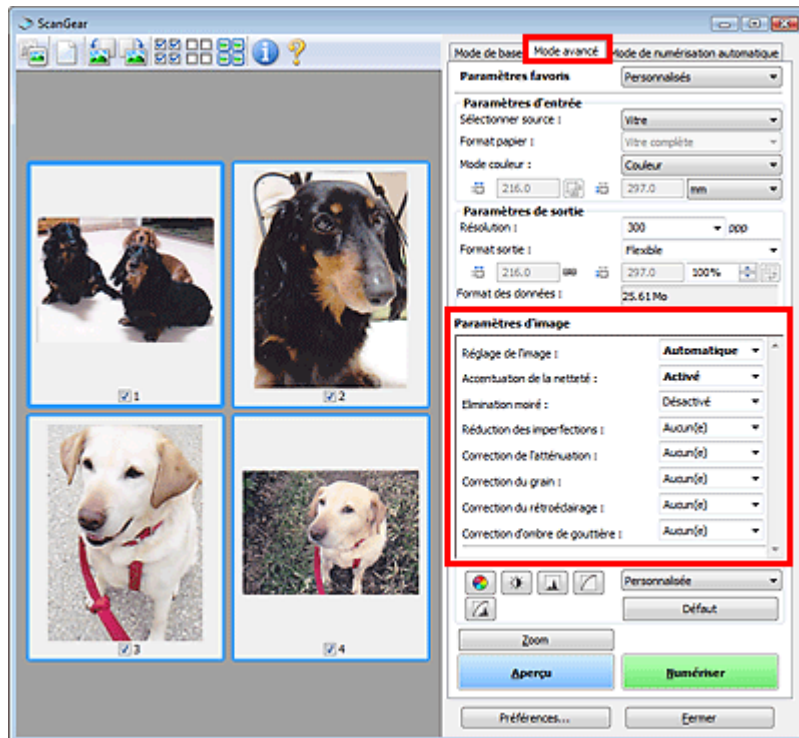 ScanGear
Mode de base Mode avancé Mode de numérisation automatique
Paramètres favoris Personnalisés
Paramètres d'entrée
Sélectionner source : Vitre
Format papier : Vitre complète
Mode couleur : Couleur
216.0 297.0 mm
Paramètres de sortie
Résolution : 300 ppp
Format sortie : Flexible
216.0 297.0 100%
Format des données : 25.61 Mo
Paramètres d'image
Réglage de l'image : Automatique
Accentuation de la netteté : Activé
Elimination moiré : Désactivé
Réduction des imperfections : Aucun(e)
Correction de l'atténuation : Aucun(e)
Correction du grain : Aucun(e)
Correction du rétroéclairage : Aucun(e)
Correction d'ombre de gouttière : Aucun(e)
Personnalisée
Défaut
Zoom
Aperçu Numériser
Préférences... Fermer
1 2
3 4